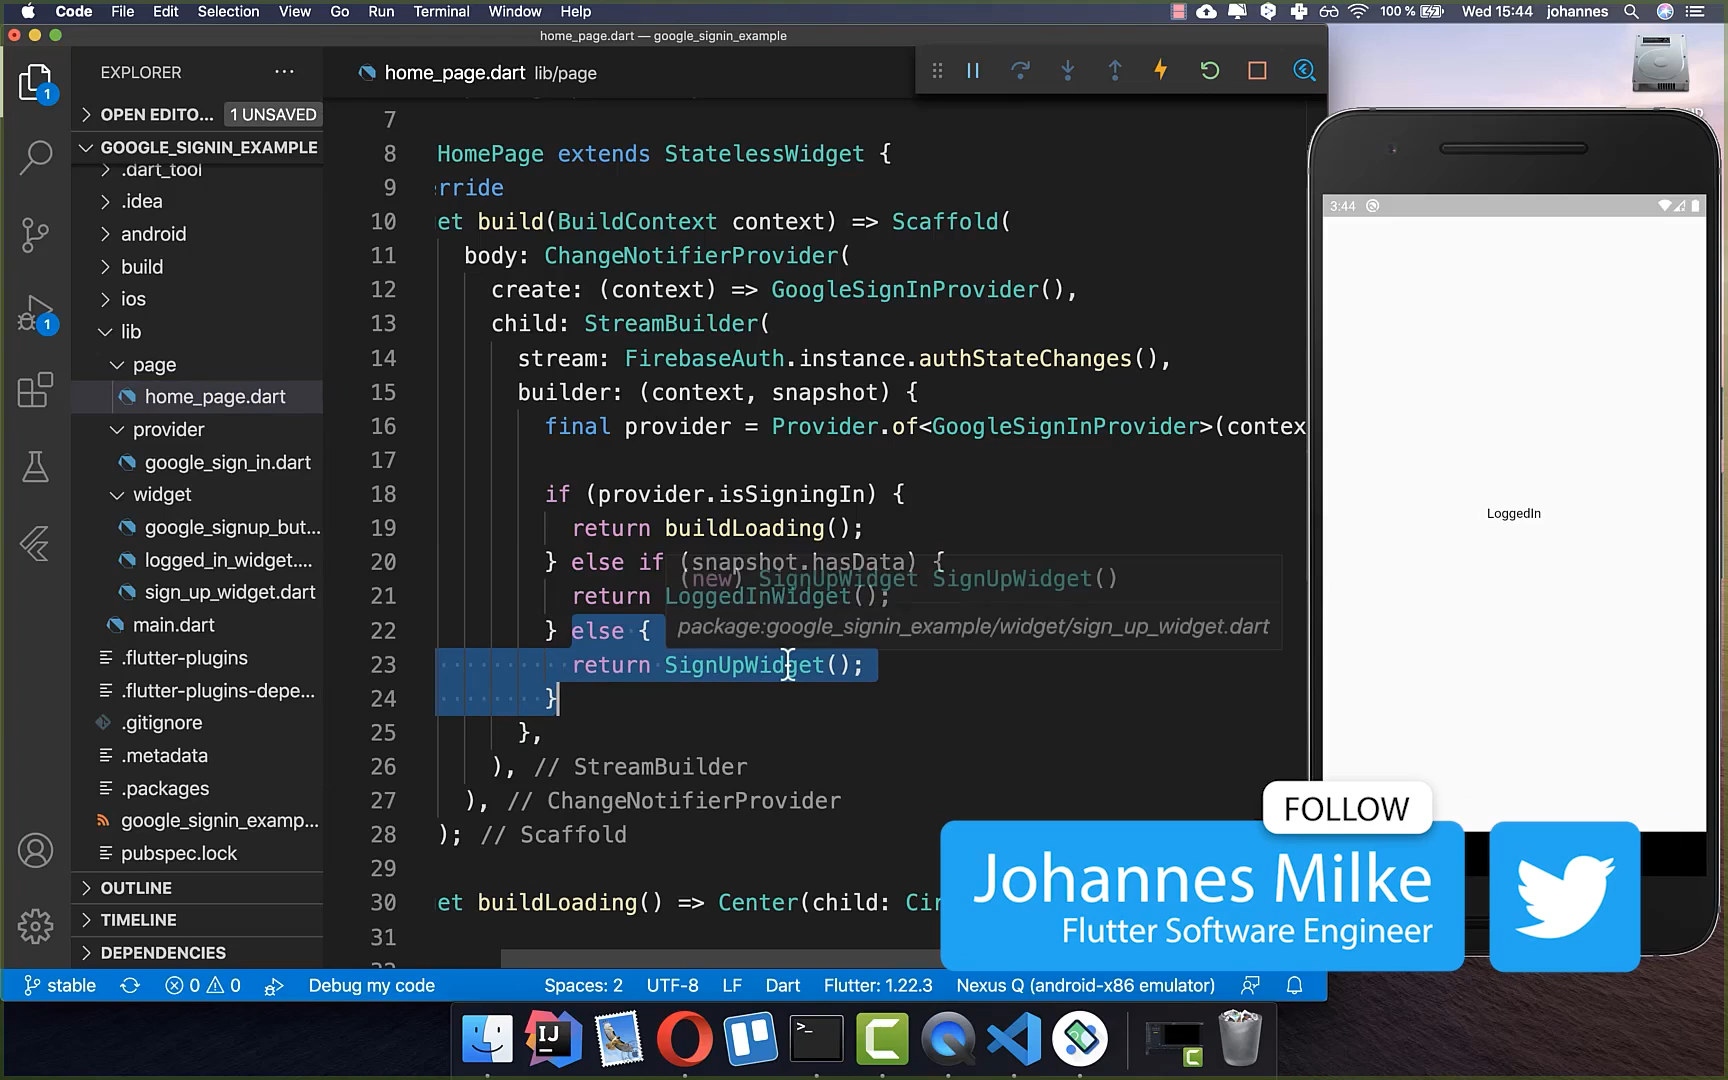 Code File Edit Selection View Go Run Terminal Window Help 100 % Wed 15:44 johannes
home_page.dart — google_signin_example
EXPLORER
home_page.dart lib/page
OPEN EDITO... 1 UNSAVED
GOOGLE_SIGNIN_EXAMPLE
.dart_tool
.idea
android
build
ios
lib
page
home_page.dart
provider
google_sign_in.dart
widget
google_signup_but...
logged_in_widget....
sign_up_widget.dart
main.dart
.flutter-plugins
.flutter-plugins-depe...
.gitignore
.metadata
.packages
google_signin_examp...
pubspec.lock
OUTLINE
TIMELINE
DEPENDENCIES
1
1
7
8 HomePage extends StatelessWidget {
9 rride
10 et build(BuildContext context) => Scaffold(
11 body: ChangeNotifierProvider(
12 create: (context) => GoogleSignInProvider(),
13 child: StreamBuilder(
14 stream: FirebaseAuth.instance.authStateChanges(),
15 builder: (context, snapshot) {
16 final provider = Provider.of<GoogleSignInProvider>(contex
17
18 if (provider.isSigningIn) {
19 return buildLoading();
20 } else if (snapshot.hasData) {
(new) SignUpWidget SignUpWidget()
21 return LoggedInWidget();
22 } else {
package:google_signin_example/widget/sign_up_widget.dart
23 return SignUpWidget();
24 }
25 },
26 ), // StreamBuilder
27 ), // ChangeNotifierProvider
28 ); // Scaffold
29
30 et buildLoading() => Center(child: Cir
31
3:44
LoggedIn
FOLLOW
Johannes Milke
Flutter Software Engineer
stable 0 0 Debug my code Spaces: 2 UTF-8 LF Dart Flutter: 1.22.3 Nexus Q (android-x86 emulator)
IJ
>_
C
C